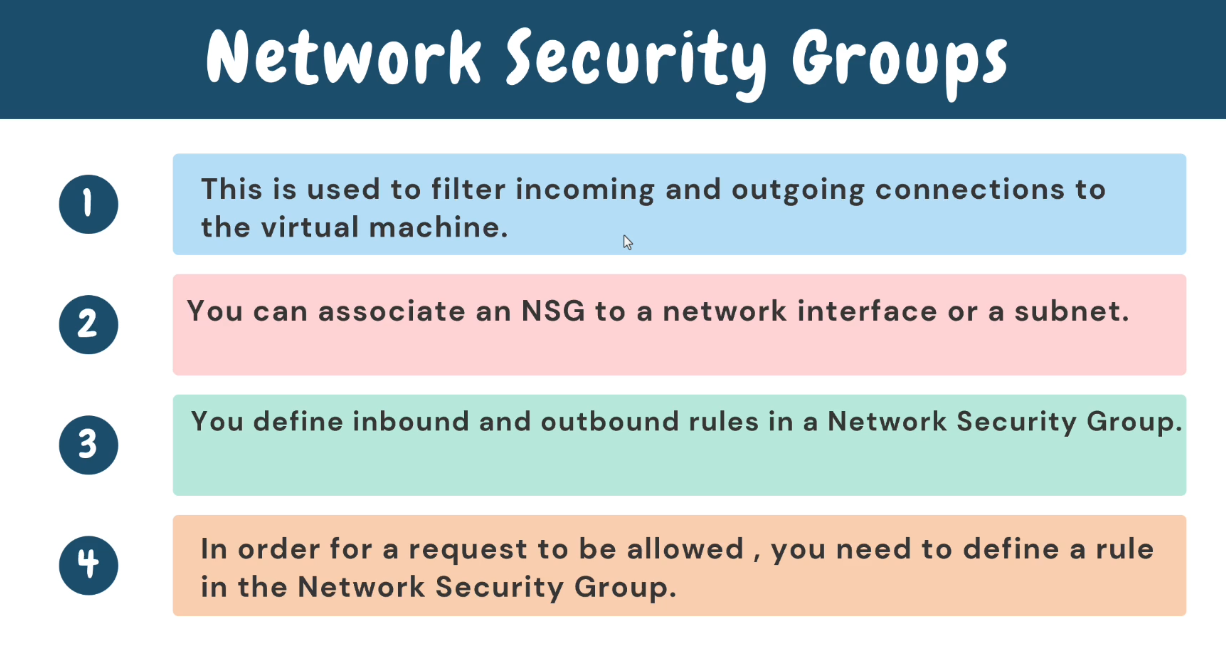 Network Security Groups
1
This is used to filter incoming and outgoing connections to
the virtual machine.
2
You can associate an NSG to a network interface or a subnet.
3
You define inbound and outbound rules in a Network Security Group.
4
In order for a request to be allowed , you need to define a rule
in the Network Security Group.